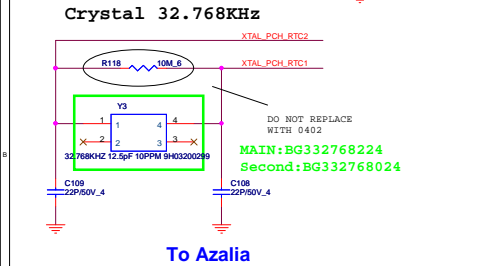 Crystal 32.768KHz
XTAL_PCH_RTC2
R118 10M_6 XTAL_PCH_RTC1
Y3
DO NOT REPLACE
WITH 0402
1 1 4 4
2 2 3 3
MAIN:BG332768224
32.768KHZ 12.5pF 10PPM 9H03200299
Second:BG332768024
B
C109 C108
22P/50V_4 22P/50V_4
To Azalia